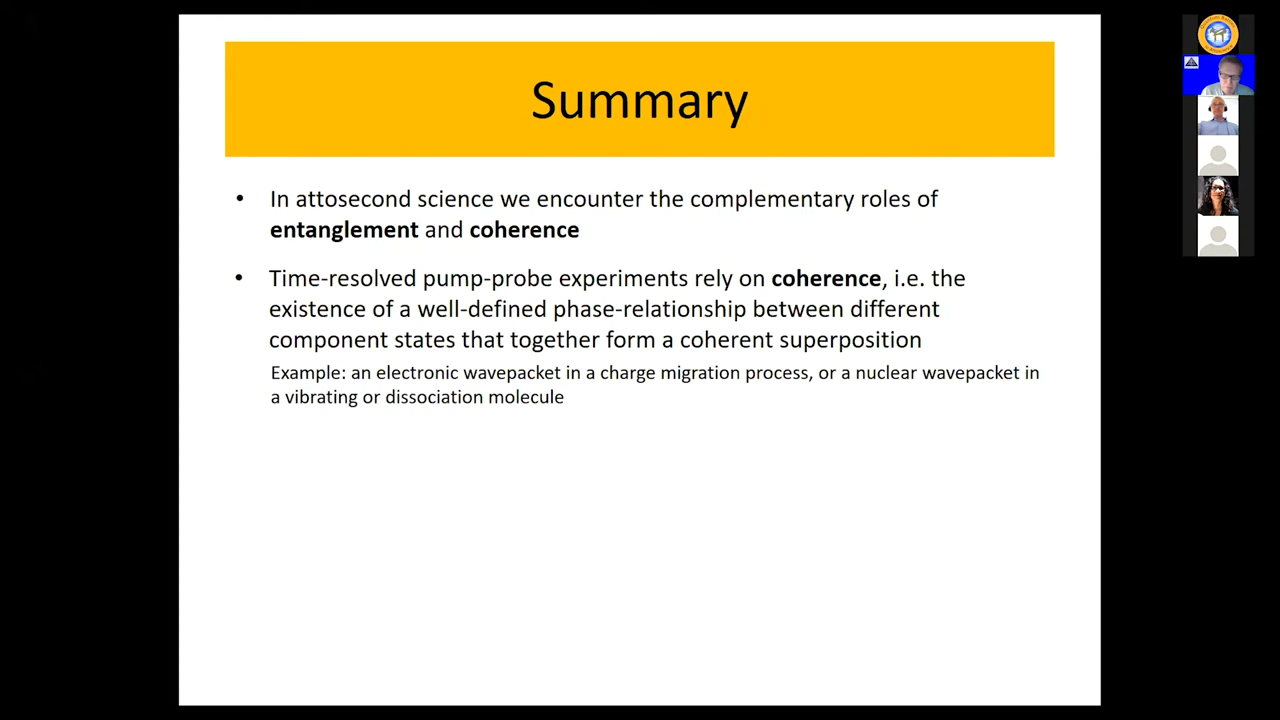 Summary
• In attosecond science we encounter the complementary roles of
entanglement and coherence
• Time-resolved pump-probe experiments rely on coherence, i.e. the
existence of a well-defined phase-relationship between different
component states that together form a coherent superposition
Example: an electronic wavepacket in a charge migration process, or a nuclear wavepacket in
a vibrating or dissociation molecule